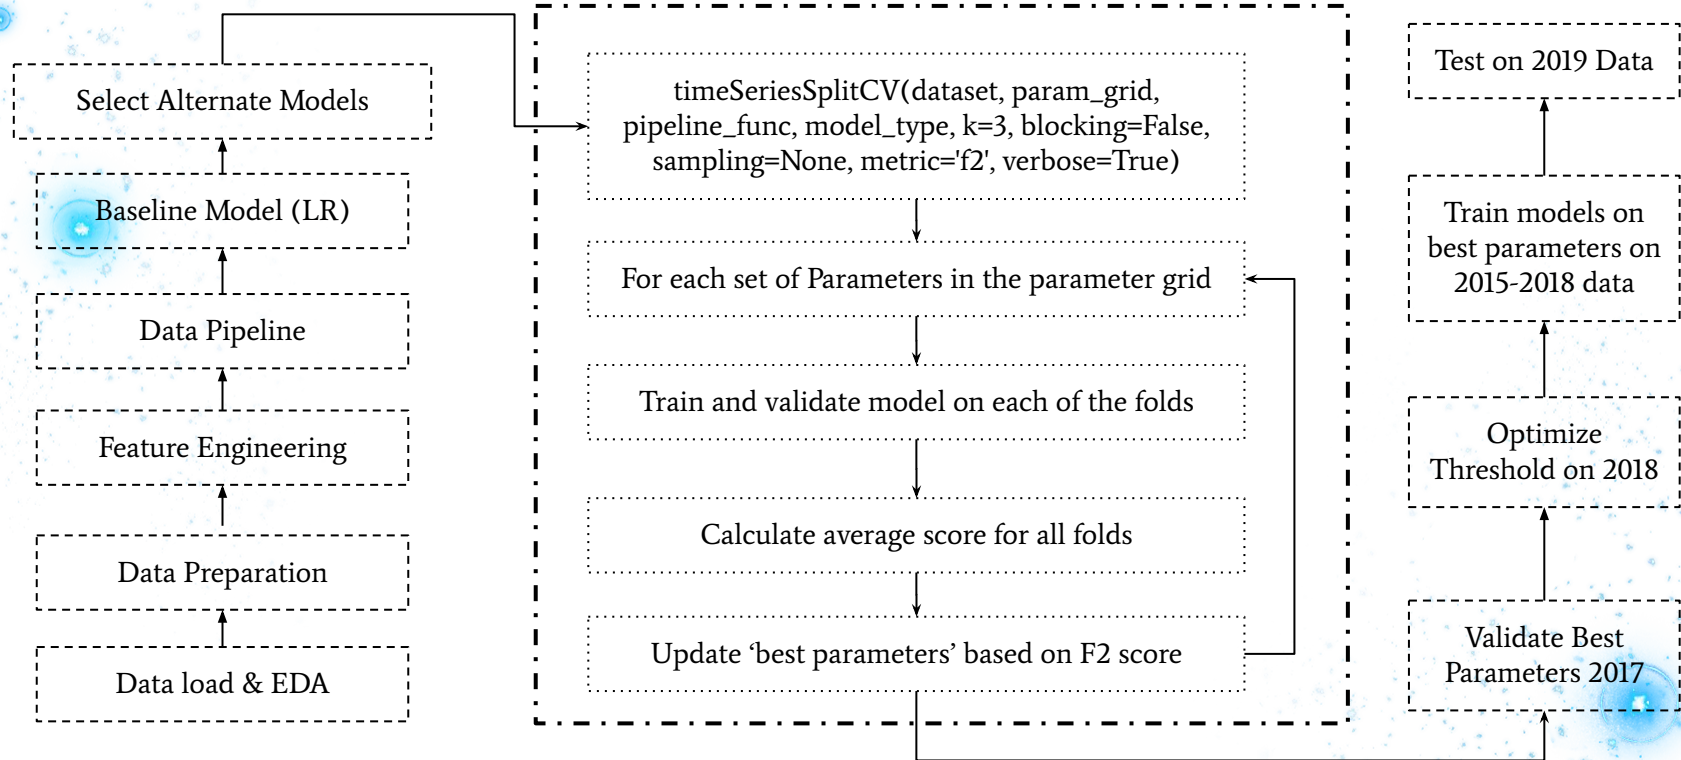 Select Alternate Models
Baseline Model (LR)
Data Pipeline
Feature Engineering
Data Preparation
Data load & EDA
timeSeriesSplitCV(dataset, param_grid,
pipeline_func, model_type, k=3, blocking=False,
sampling=None, metric='f2', verbose=True)
For each set of Parameters in the parameter grid
Train and validate model on each of the folds
Calculate average score for all folds
Update ‘best parameters’ based on F2 score
Test on 2019 Data
Train models on
best parameters on
2015-2018 data
Optimize
Threshold on 2018
Validate Best
Parameters 2017